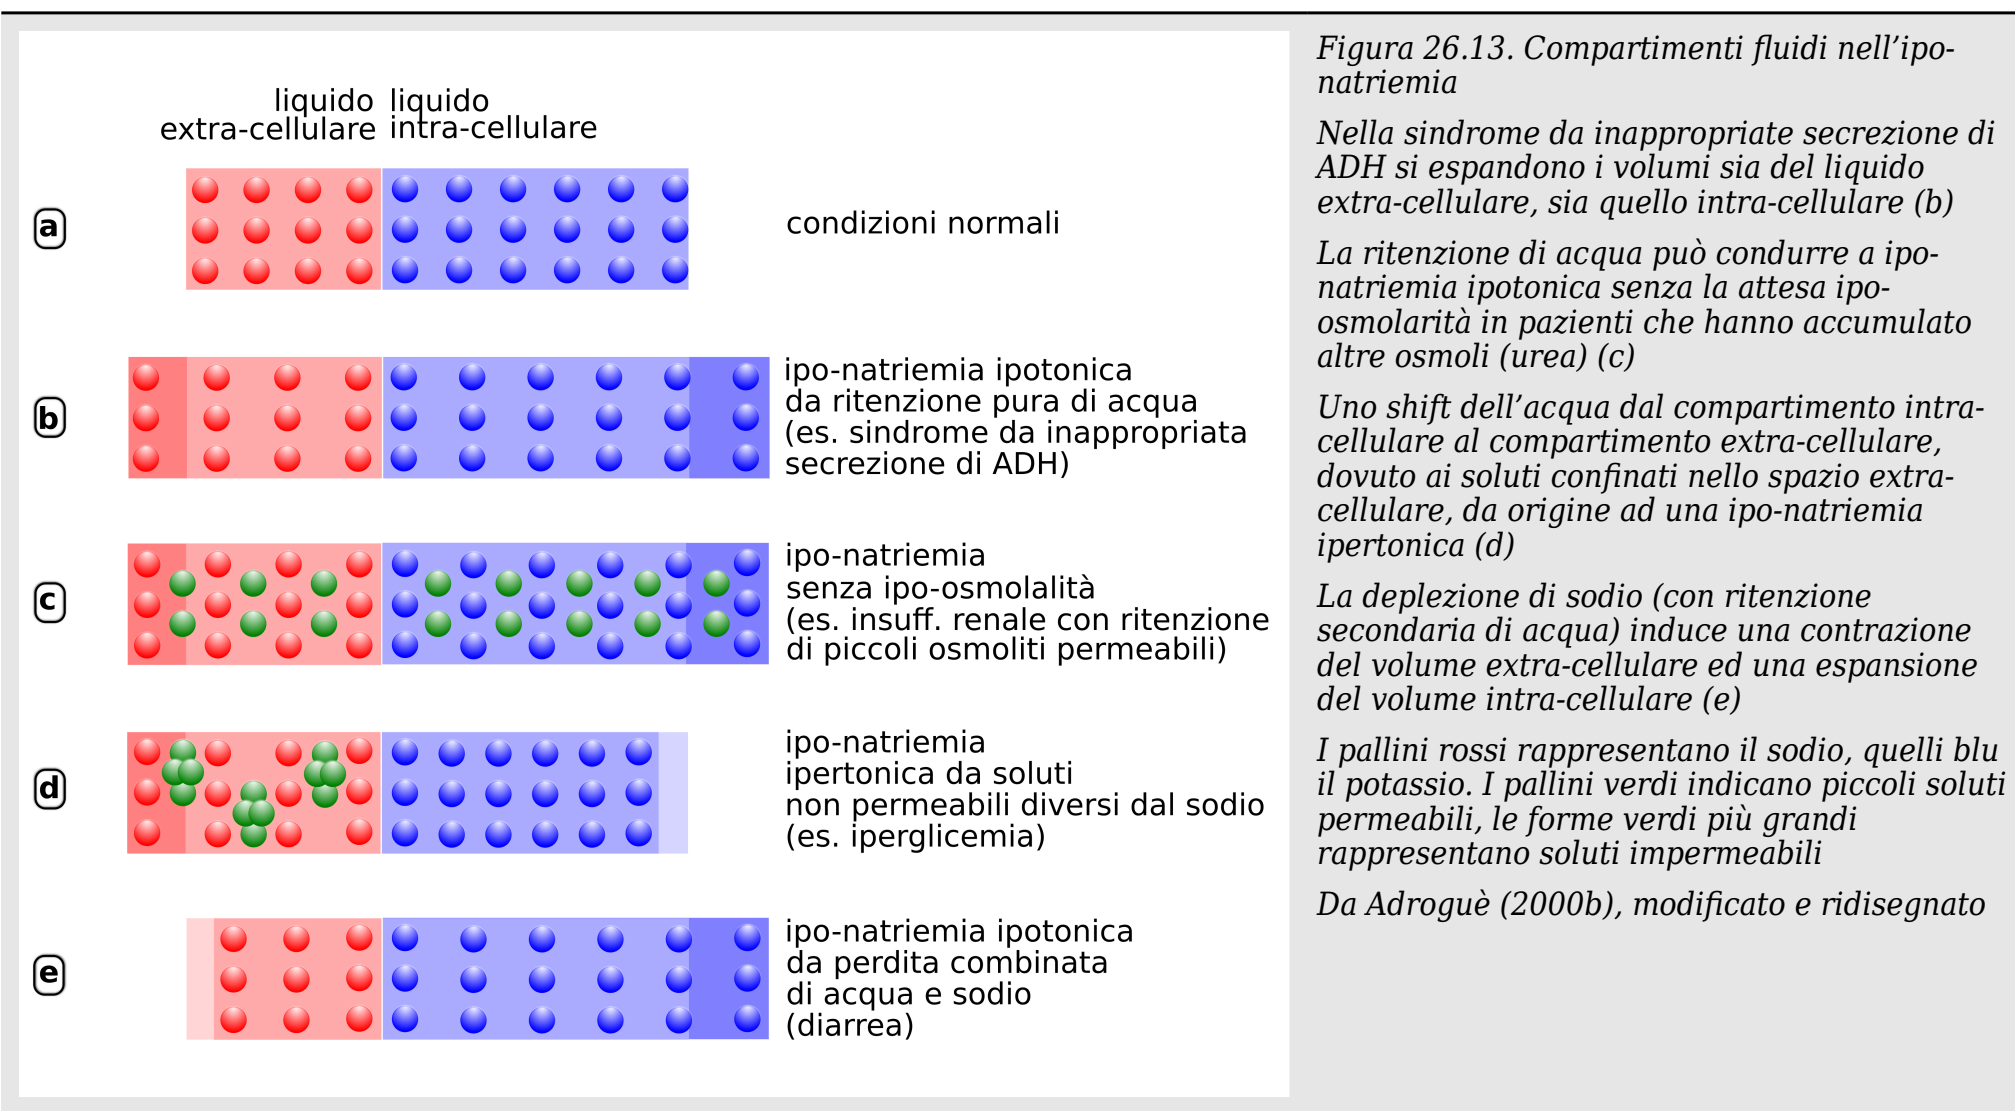 liquido
extra-cellulare
liquido
intra-cellulare
a
condizioni normali
b
ipo-natriemia ipotonica
da ritenzione pura di acqua
(es. sindrome da inappropriata
secrezione di ADH)
c
ipo-natriemia
senza ipo-osmolalità
(es. insuff. renale con ritenzione
di piccoli osmoliti permeabili)
d
ipo-natriemia
ipertonica da soluti
non permeabili diversi dal sodio
(es. iperglicemia)
e
ipo-natriemia ipotonica
da perdita combinata
di acqua e sodio
(diarrea)
Figura 26.13. Compartimenti fluidi nell’ipo-
natriemia
Nella sindrome da inappropriate secrezione di
ADH si espandono i volumi sia del liquido
extra-cellulare, sia quello intra-cellulare (b)
La ritenzione di acqua può condurre a ipo-
natriemia ipotonica senza la attesa ipo-
osmolarità in pazienti che hanno accumulato
altre osmoli (urea) (c)
Uno shift dell’acqua dal compartimento intra-
cellulare al compartimento extra-cellulare,
dovuto ai soluti confinati nello spazio extra-
cellulare, da origine ad una ipo-natriemia
ipertonica (d)
La deplezione di sodio (con ritenzione
secondaria di acqua) induce una contrazione
del volume extra-cellulare ed una espansione
del volume intra-cellulare (e)
I pallini rossi rappresentano il sodio, quelli blu
il potassio. I pallini verdi indicano piccoli soluti
permeabili, le forme verdi più grandi
rappresentano soluti impermeabili
Da Adroguè (2000b), modificato e ridisegnato